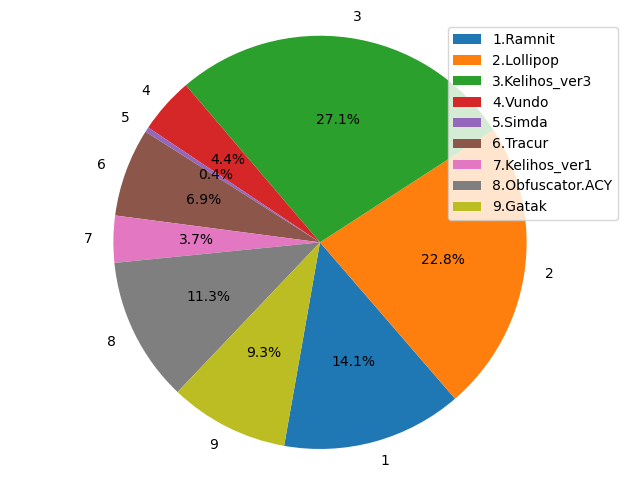 3
1.Ramnit
2.Lollipop
3.Kelihos_ver3
4.Vundo
5.Simda
6.Tracur
7.Kelihos_ver1
8.Obfuscator.ACY
9.Gatak
4
5
27.1%
4.4%
0.4%
6
6.9%
7
3.7%
22.8%
2
11.3%
8
9.3%
14.1%
9
1